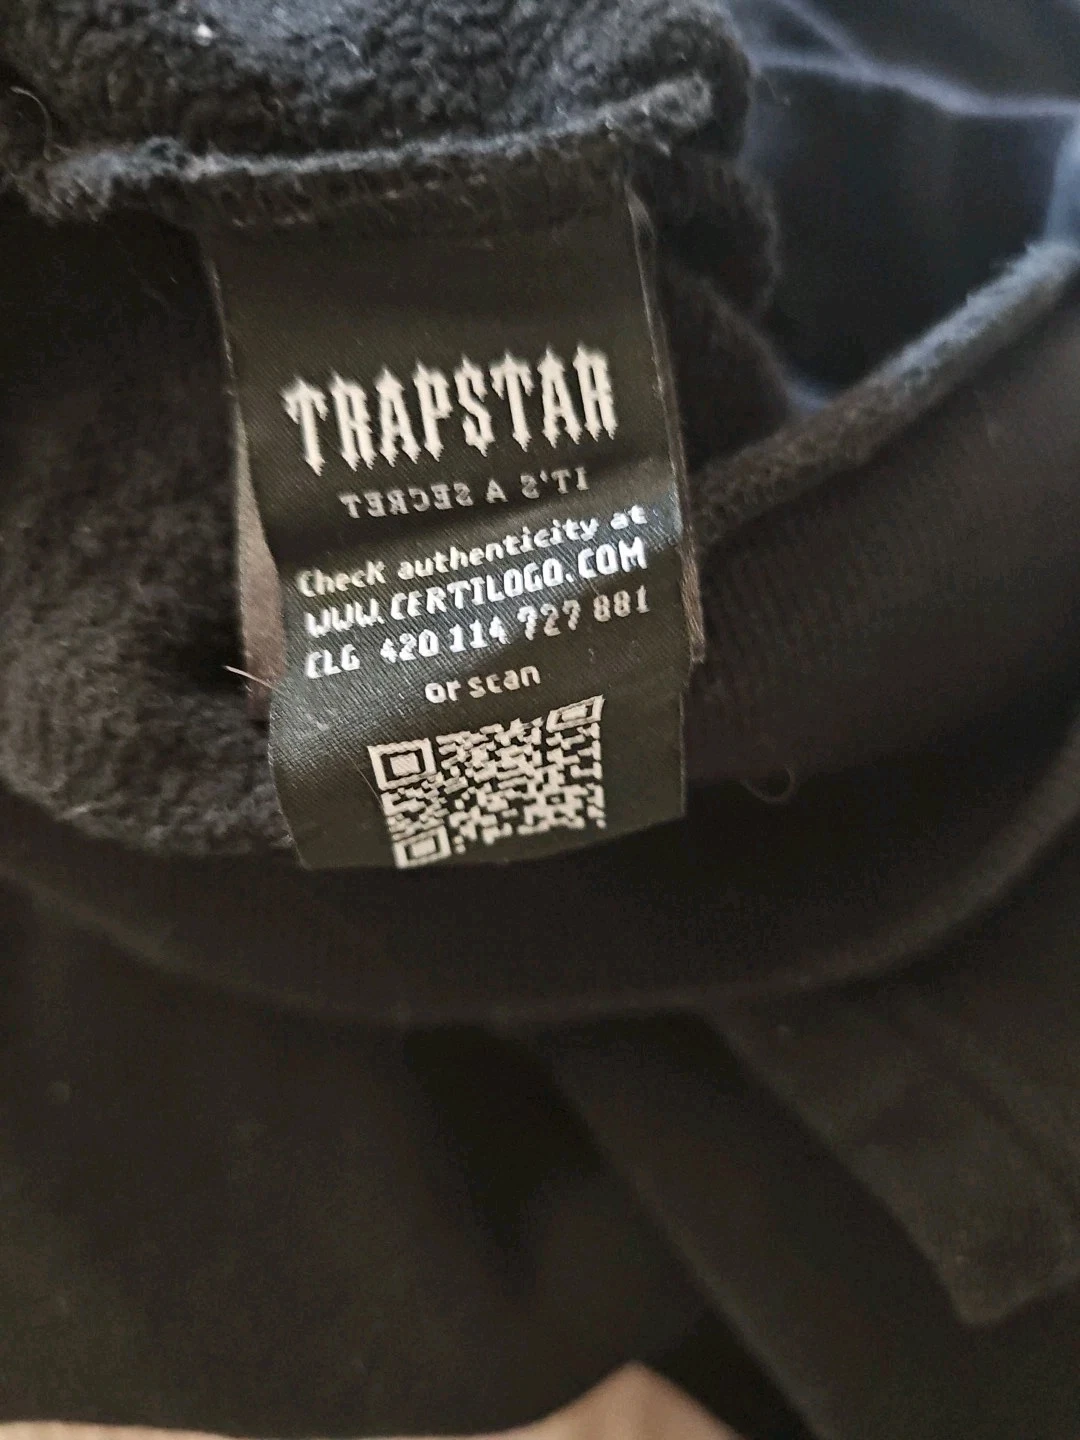 TRAPSTAR
IT'S A SECRET
Check authenticity at
WWW.CERTILOGO.COM
CLG 420 114 727 881
or scan